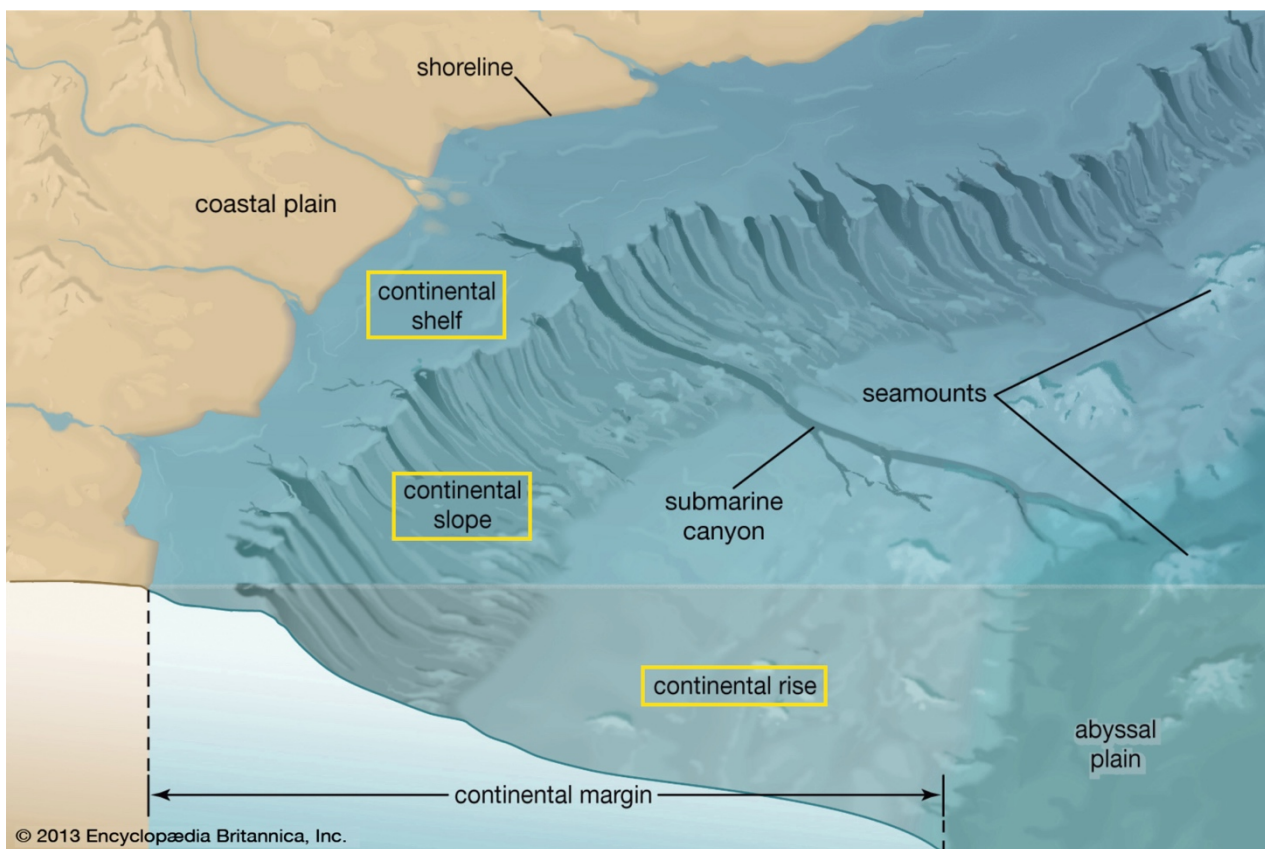 shoreline
coastal plain
continental
shelf
seamounts
continental
slope
submarine
canyon
continental rise
abyssal
plain
continental margin
© 2013 Encyclopædia Britannica, Inc.